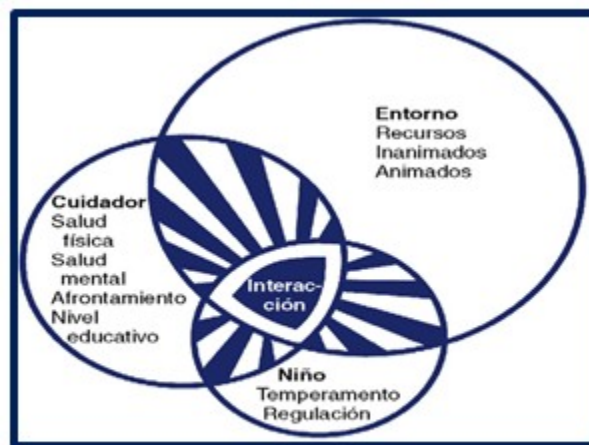 Entorno
Recursos
Inanimados
Animados
Cuidador
Salud
física
Salud
mental
Afrontamiento
Nivel
educativo
Interac-
ción
Niño
Temperamento
Regulación